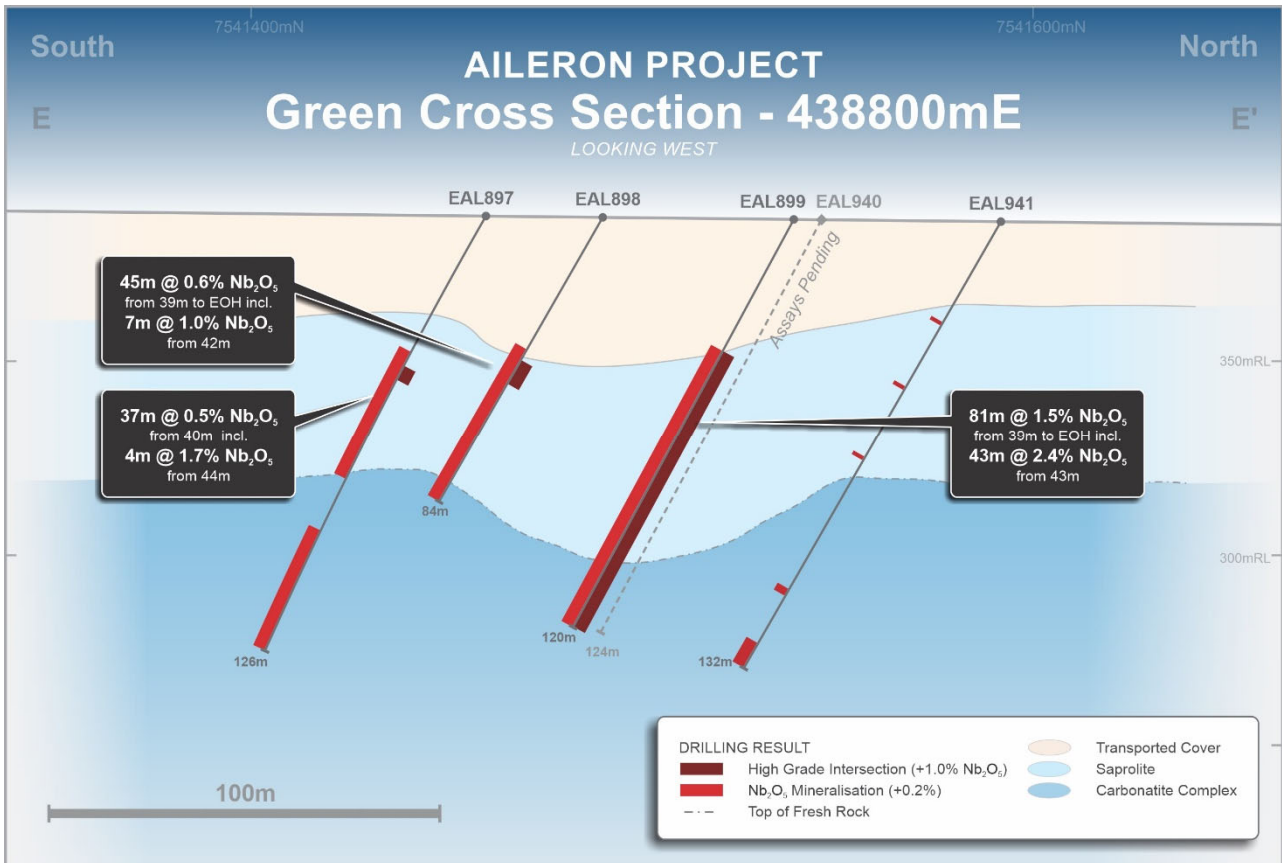 7541400mN
7541600mN
South
North
AILERON PROJECT
Green Cross Section - 438800mE
LOOKING WEST
E
E'
EAL897
EAL898
EAL899
EAL940
EAL941
Assays Pending
45m @ 0.6% Nb₂O₅
from 39m to EOH incl.
7m @ 1.0% Nb₂O₅
from 42m
37m @ 0.5% Nb₂O₅
from 40m incl.
4m @ 1.7% Nb₂O₅
from 44m
81m @ 1.5% Nb₂O₅
from 39m to EOH incl.
43m @ 2.4% Nb₂O₅
from 43m
350mRL
300mRL
84m
126m
120m
124m
132m
100m
DRILLING RESULT
High Grade Intersection (+1.0% Nb₂O₅)
Nb₂O₅ Mineralisation (+0.2%)
Top of Fresh Rock
Transported Cover
Saprolite
Carbonatite Complex